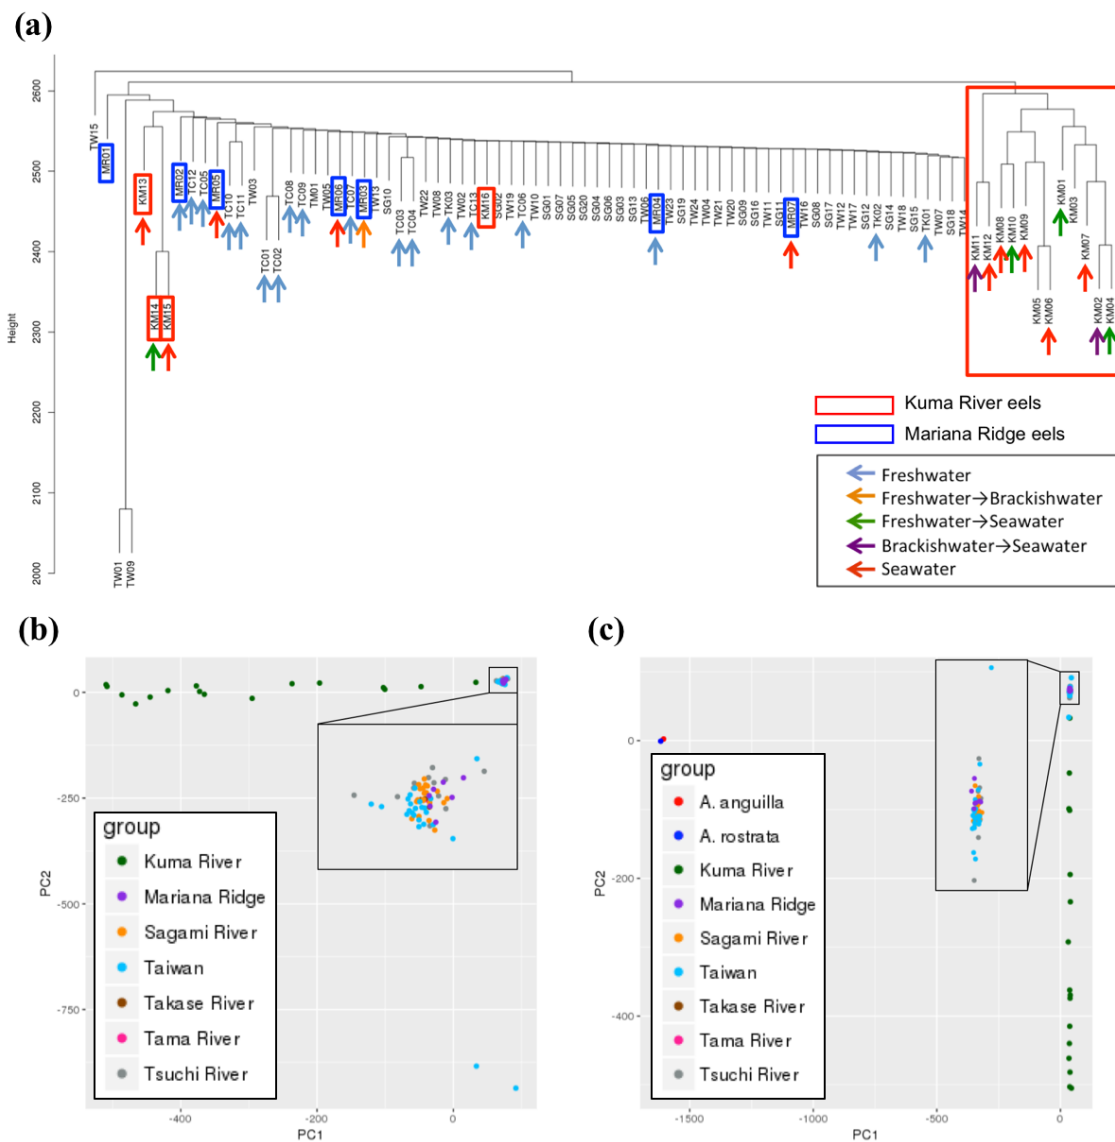 (a)
Height
2600
2500
2400
2300
2200
2100
2000
TW15
MR01
TW01
TW09
KM13
KM14
KM15
MR02
TC12
TC05
MR05
TC10
TC11
TW03
TC01
TC02
TC08
TC09
TM01
TW05
MR06
TC07
MR03
TW13
SG10
TC03
TC04
TW22
TW08
TK03
TW02
TC13
KM16
SG02
TW19
TC06
TW10
SG01
SG07
SG05
SG20
SG04
SG06
SG03
SG13
TW06
MR04
TW23
SG19
TW24
TW04
TW21
TW20
SG09
SG16
TW11
SG11
MR07
TW16
SG08
SG17
TW12
TW17
SG12
TK02
SG14
TW18
SG15
TK01
TW07
SG18
TW14
KM11
KM12
KM08
KM10
KM09
KM05
KM06
KM01
KM03
KM07
KM02
KM04
Kuma River eels
Mariana Ridge eels
Freshwater
Freshwater→Brackishwater
Freshwater→Seawater
Brackishwater→Seawater
Seawater
(b)
PC2
0
-250
-500
-750
group
Kuma River
Mariana Ridge
Sagami River
Taiwan
Takase River
Tama River
Tsuchi River
-400
-200
0
PC1
(c)
PC2
0
-200
-400
group
A. anguilla
A. rostrata
Kuma River
Mariana Ridge
Sagami River
Taiwan
Takase River
Tama River
Tsuchi River
-1500
-1000
-500
0
PC1